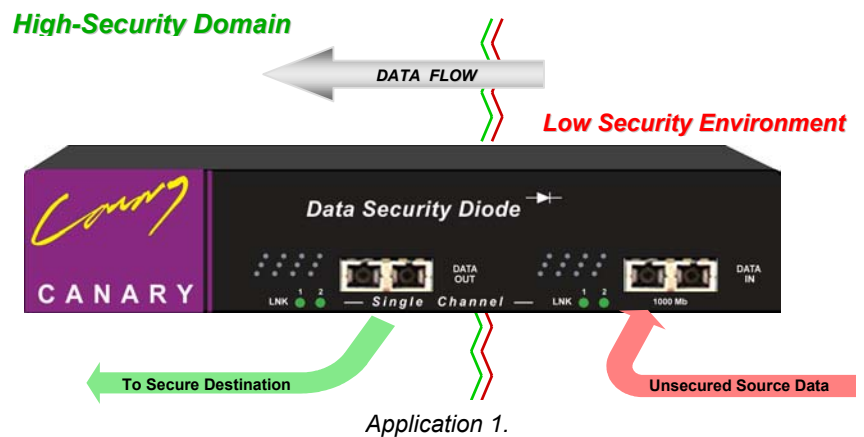 High-Security Domain
DATA FLOW
Low Security Environment
Canary
Data Security Diode
CANARY
DATA OUT
DATA IN
LNK 1 2
— Single Channel —
LNK 1 2
1000 Mb
To Secure Destination
Unsecured Source Data
Application 1.